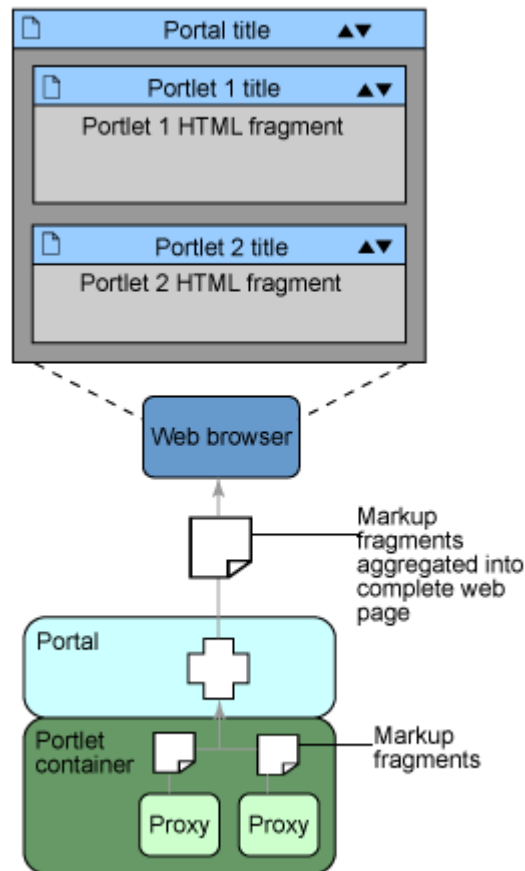 Portal title
Portlet 1 title
Portlet 1 HTML fragment
Portlet 2 title
Portlet 2 HTML fragment
Web browser
Markup
fragments
aggregated into
complete web
page
Portal
Portlet
container
Markup
fragments
Proxy
Proxy